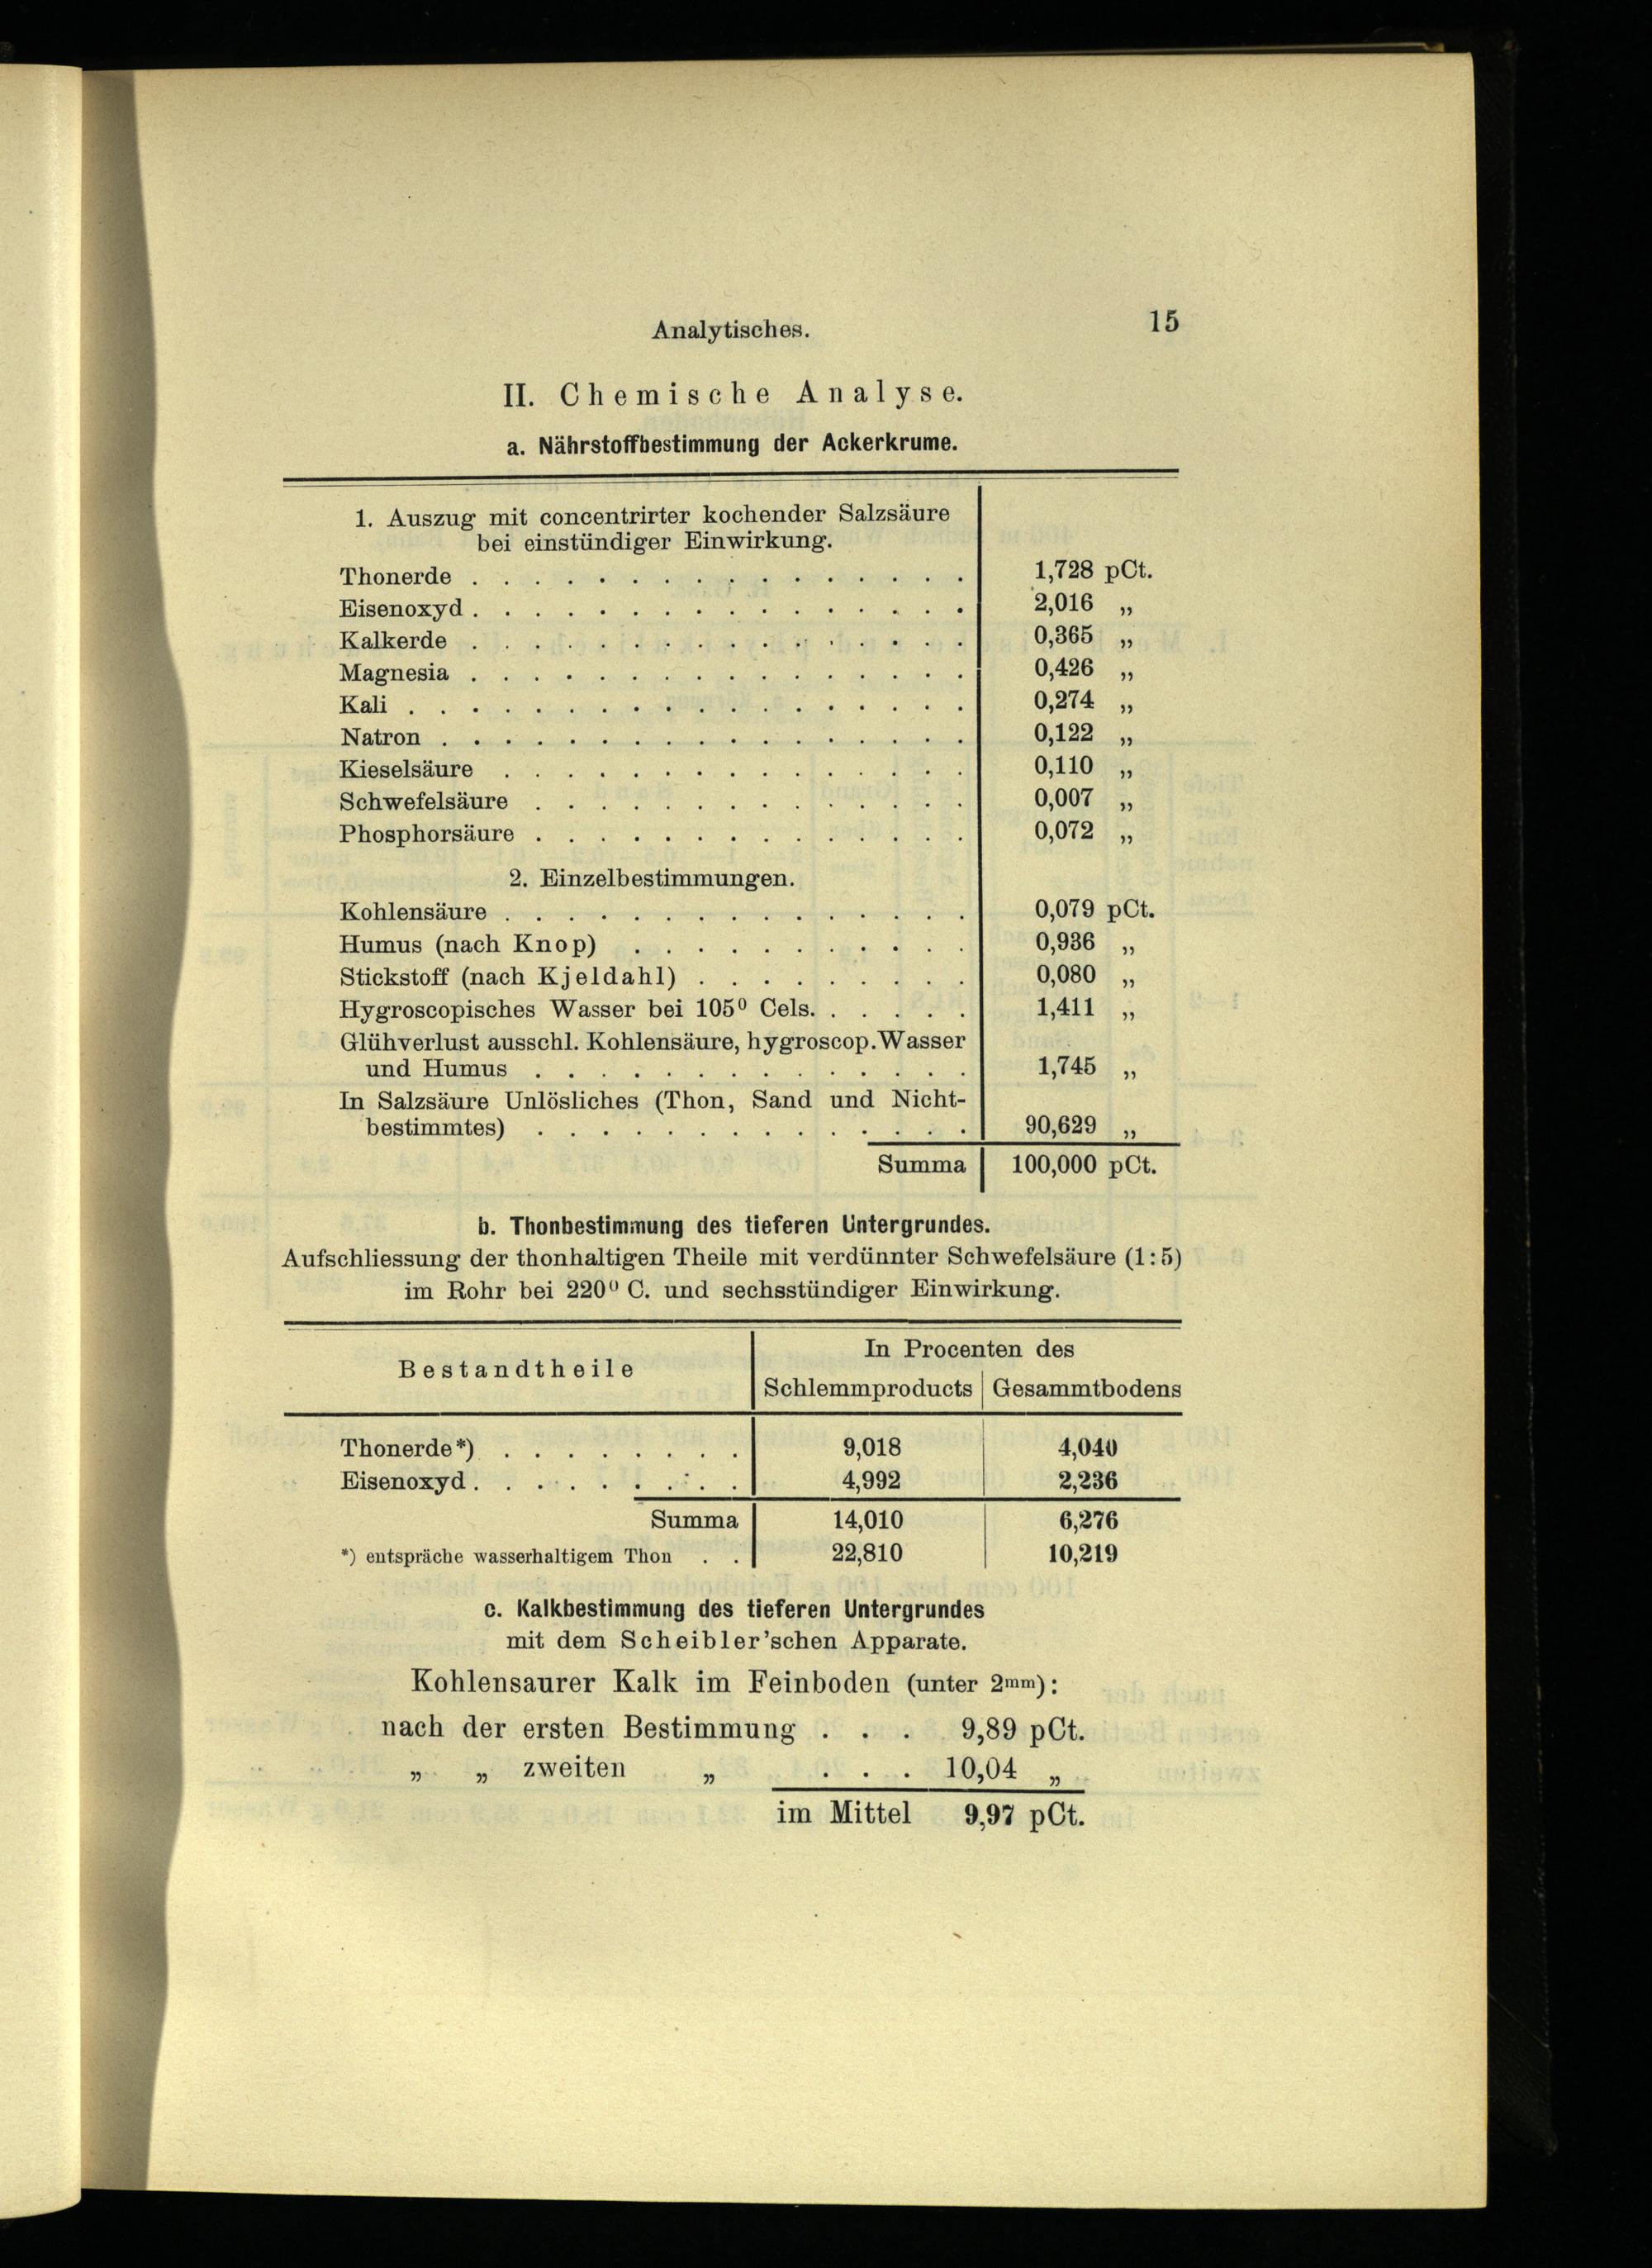 Analytisches. 15
II. Chemische Analyse.
a. Nährstoffbestimmung der Ackerkrume.
1. Auszug mit concentrirter kochender Salzsäure
bei einstündiger Einwirkung.
Thonerde . . . . . . . . . . . . . . . . 1,728 pCt.
Eisenoxyd . . . . . . . . . . . . . . . . 2,016 „
Kalkerde . . . . . . . . . . . . . . . . 0,365 „
Magnesia . . . . . . . . . . . . . . . . 0,426 „
Kali . . . . . . . . . . . . . . . . . . 0,274 „
Natron . . . . . . . . . . . . . . . . . 0,122 „
Kieselsäure . . . . . . . . . . . . . . . 0,110 „
Schwefelsäure . . . . . . . . . . . . . . 0,007 „
Phosphorsäure . . . . . . . . . . . . . . 0,072 „
2. Einzelbestimmungen.
Kohlensäure . . . . . . . . . . . . . . . 0,079 pCt.
Humus (nach Knop) . . . . . . . . . . . 0,936 „
Stickstoff (nach Kjeldahl) . . . . . . . . . 0,080 „
Hygroscopisches Wasser bei 105⁰ Cels. . . . . . 1,411 „
Glühverlust ausschl. Kohlensäure, hygroscop. Wasser
und Humus . . . . . . . . . . . . . . 1,745 „
In Salzsäure Unlösliches (Thon, Sand und Nicht-
bestimmtes) . . . . . . . . . . . . . . 90,629 „
Summa 100,000 pCt.
b. Thonbestimmung des tieferen Untergrundes.
Aufschliessung der thonhaltigen Theile mit verdünnter Schwefelsäure (1:5)
im Rohr bei 220⁰ C. und sechsstündiger Einwirkung.
Bestandtheile In Procenten des
Schlemmproducts Gesammtbodens
Thonerde*) . . . . . . . . 9,018 4,040
Eisenoxyd . . . . . . . . . 4,992 2,236
Summa 14,010 6,276
*) entspräche wasserhaltigem Thon . . 22,810 10,219
c. Kalkbestimmung des tieferen Untergrundes
mit dem Scheibler'schen Apparate.
Kohlensaurer Kalk im Feinboden (unter 2mm):
nach der ersten Bestimmung . . . 9,89 pCt.
„ „ zweiten „ . . . 10,04 „
im Mittel 9,97 pCt.